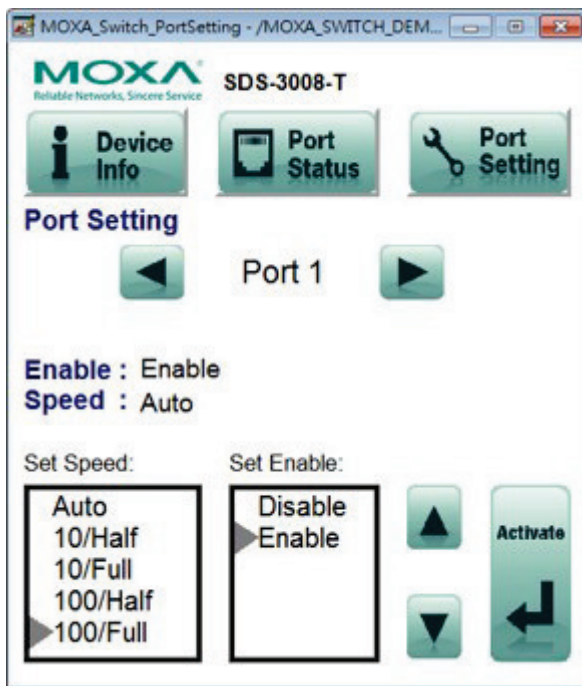 MOXA_Switch_PortSetting - /MOXA_SWITCH_DEM...
MOXA
Reliable Networks, Sincere Service
SDS-3008-T
Device Info
Port Status
Port Setting
Port Setting
Port 1
Enable : Enable
Speed : Auto
Set Speed:
Auto
10/Half
10/Full
100/Half
100/Full
Set Enable:
Disable
Enable
Activate